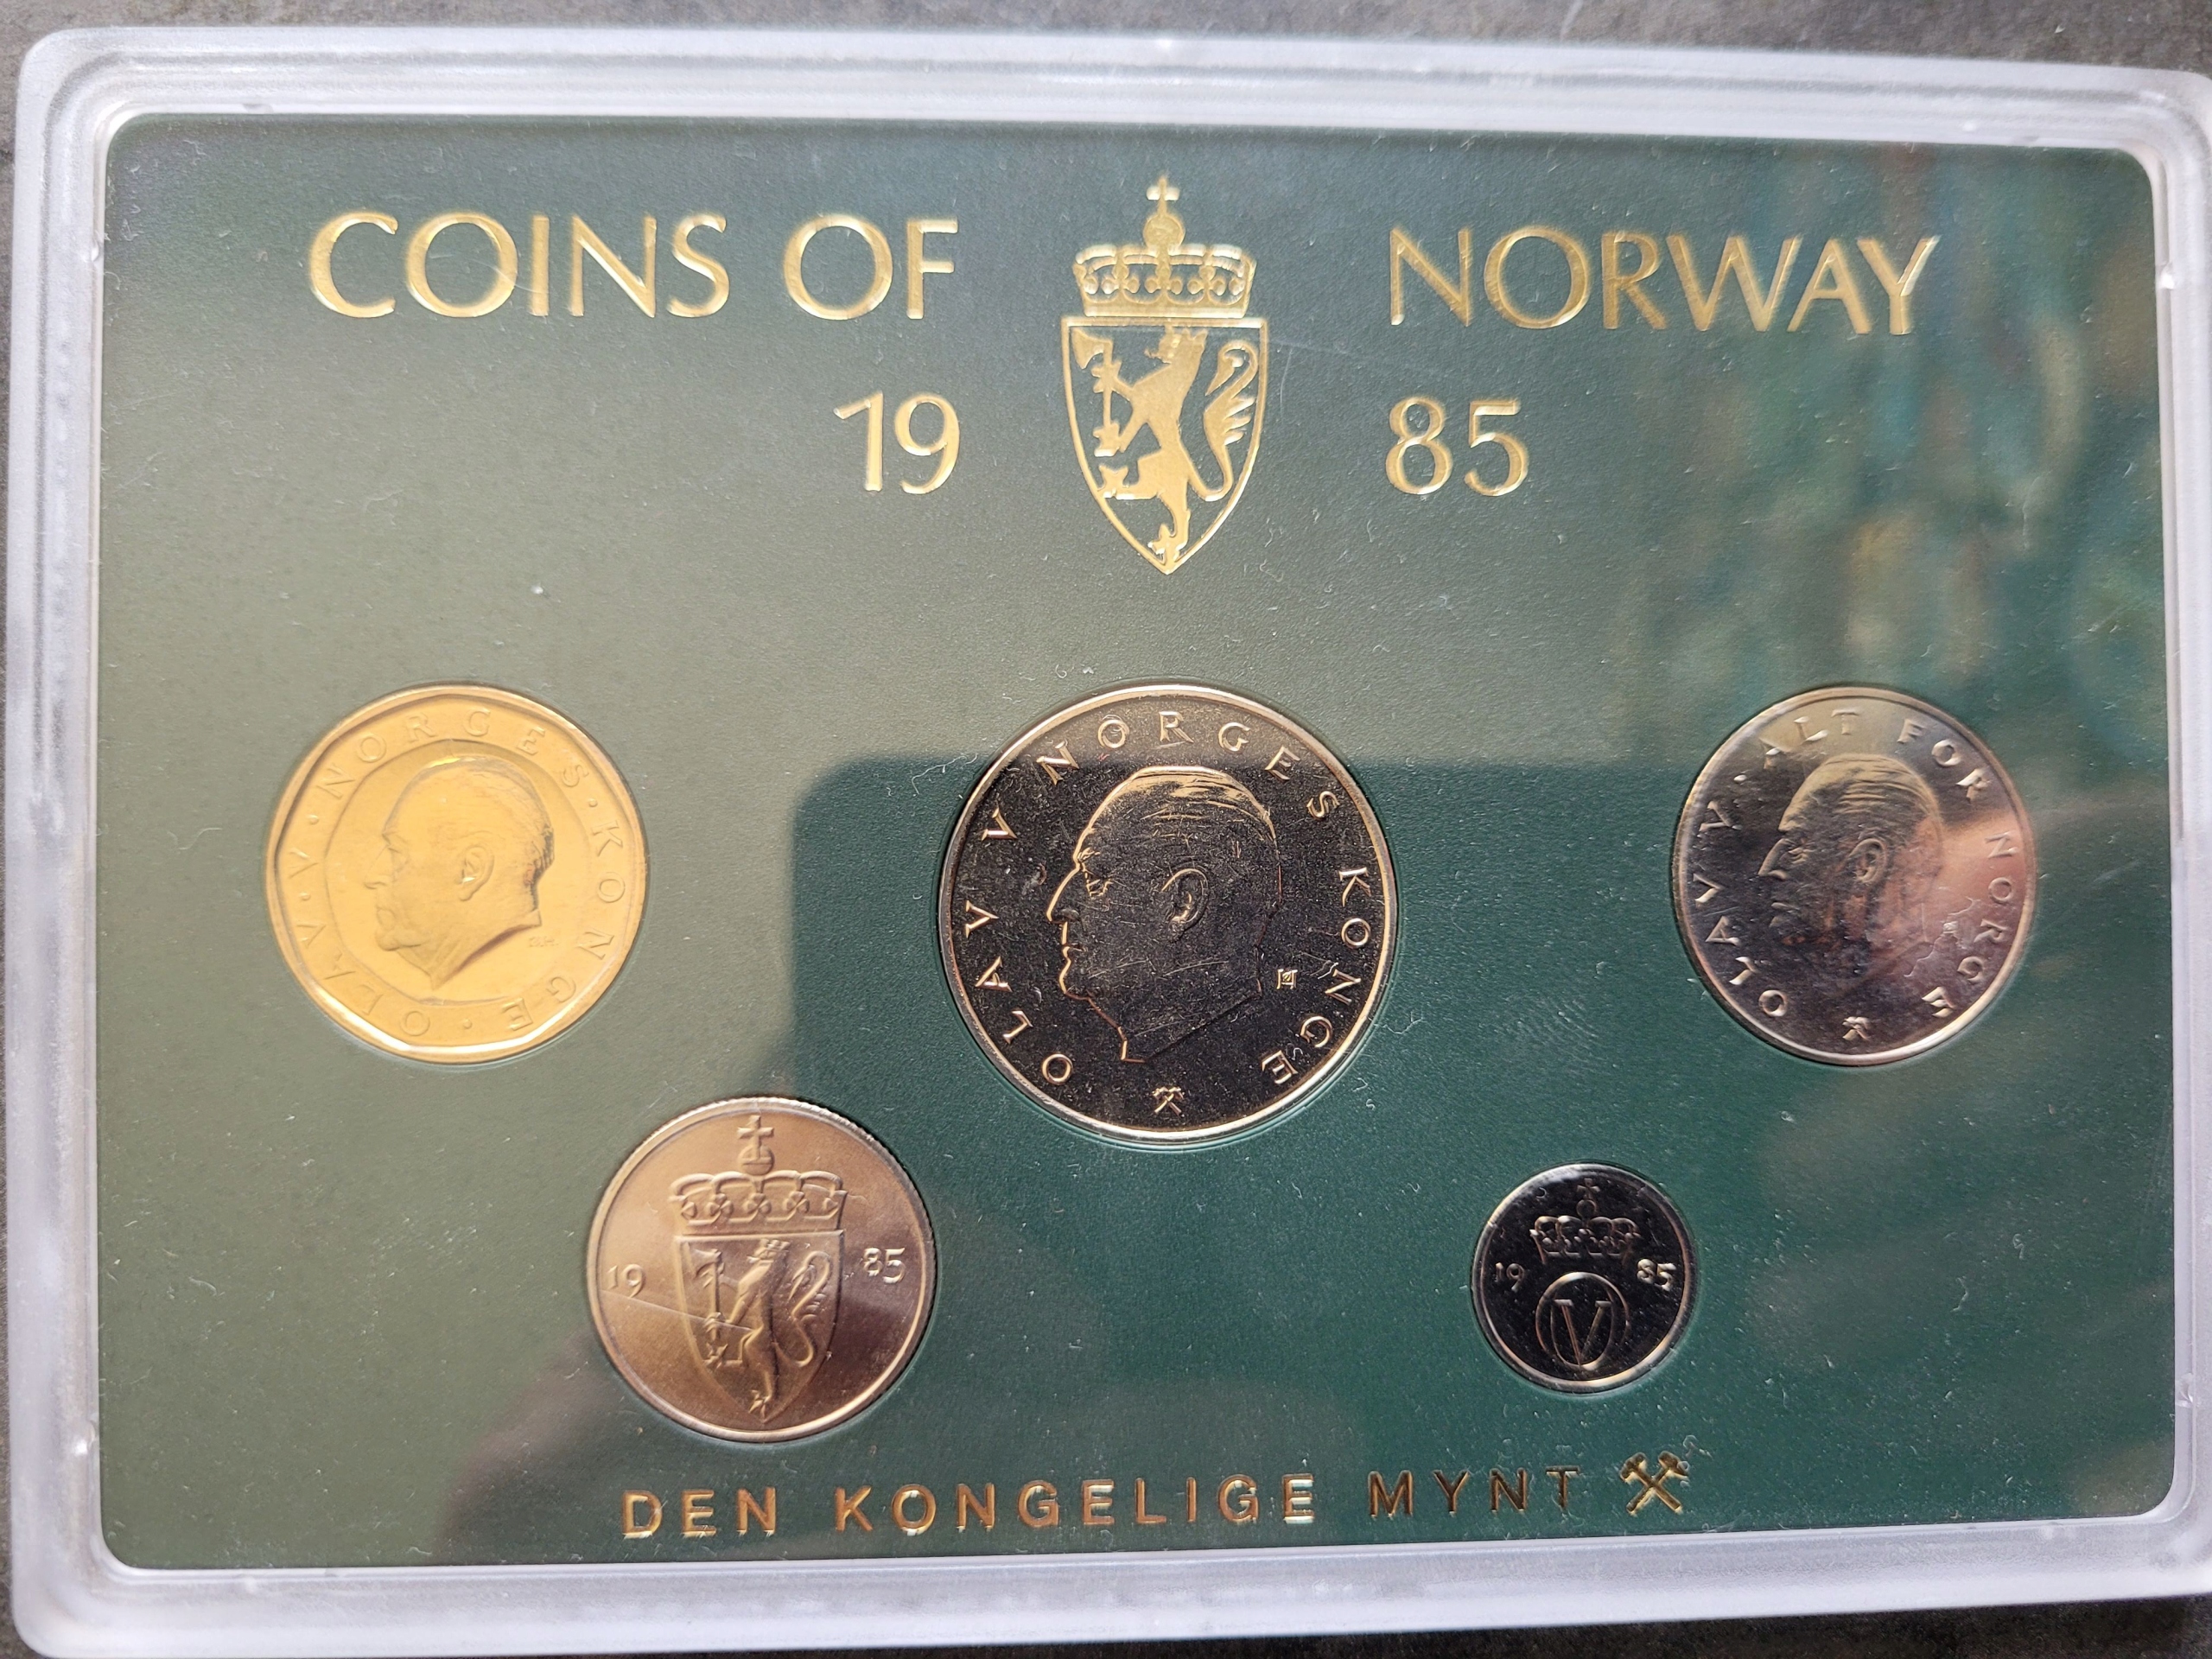 COINS OF NORWAY
19 85
OLAV · V · NORGES · KONGE ·
OLAV V NORGES KONGE
OLAV · V · ALT FOR NORGE
19 85
19 85
V
DEN KONGELIGE MYNT